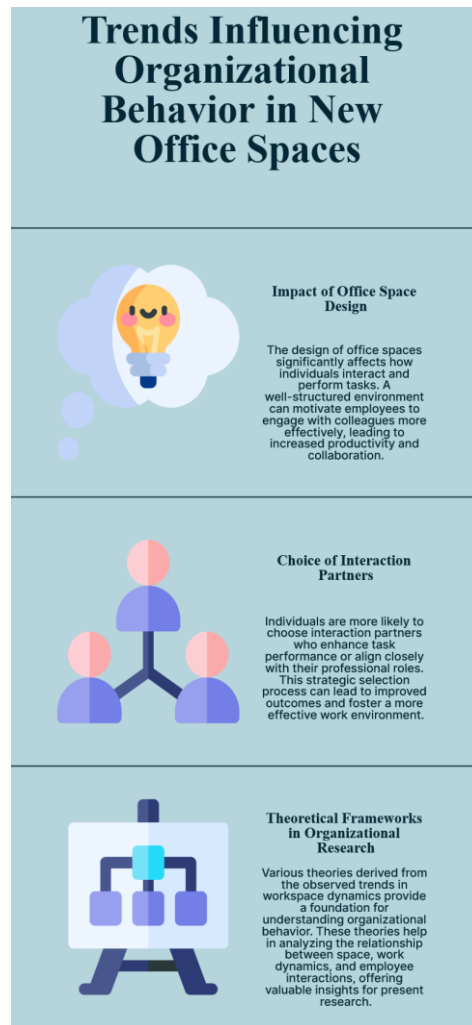 Trends Influencing
Organizational
Behavior in New
Office Spaces
Impact of Office Space
Design
The design of office spaces
significantly affects how
individuals interact and
perform tasks. A
well-structured environment
can motivate employees to
engage with colleagues more
effectively, leading to
increased productivity and
collaboration.
Choice of Interaction
Partners
Individuals are more likely to
choose interaction partners
who enhance task
performance or align closely
with their professional roles.
This strategic selection
process can lead to improved
outcomes and foster a more
effective work environment.
Theoretical Frameworks
in Organizational
Research
Various theories derived from
the observed trends in
workspace dynamics provide
a foundation for
understanding organizational
behavior. These theories help
in analyzing the relationship
between space, work
dynamics, and employee
interactions, offering
valuable insights for present
research.